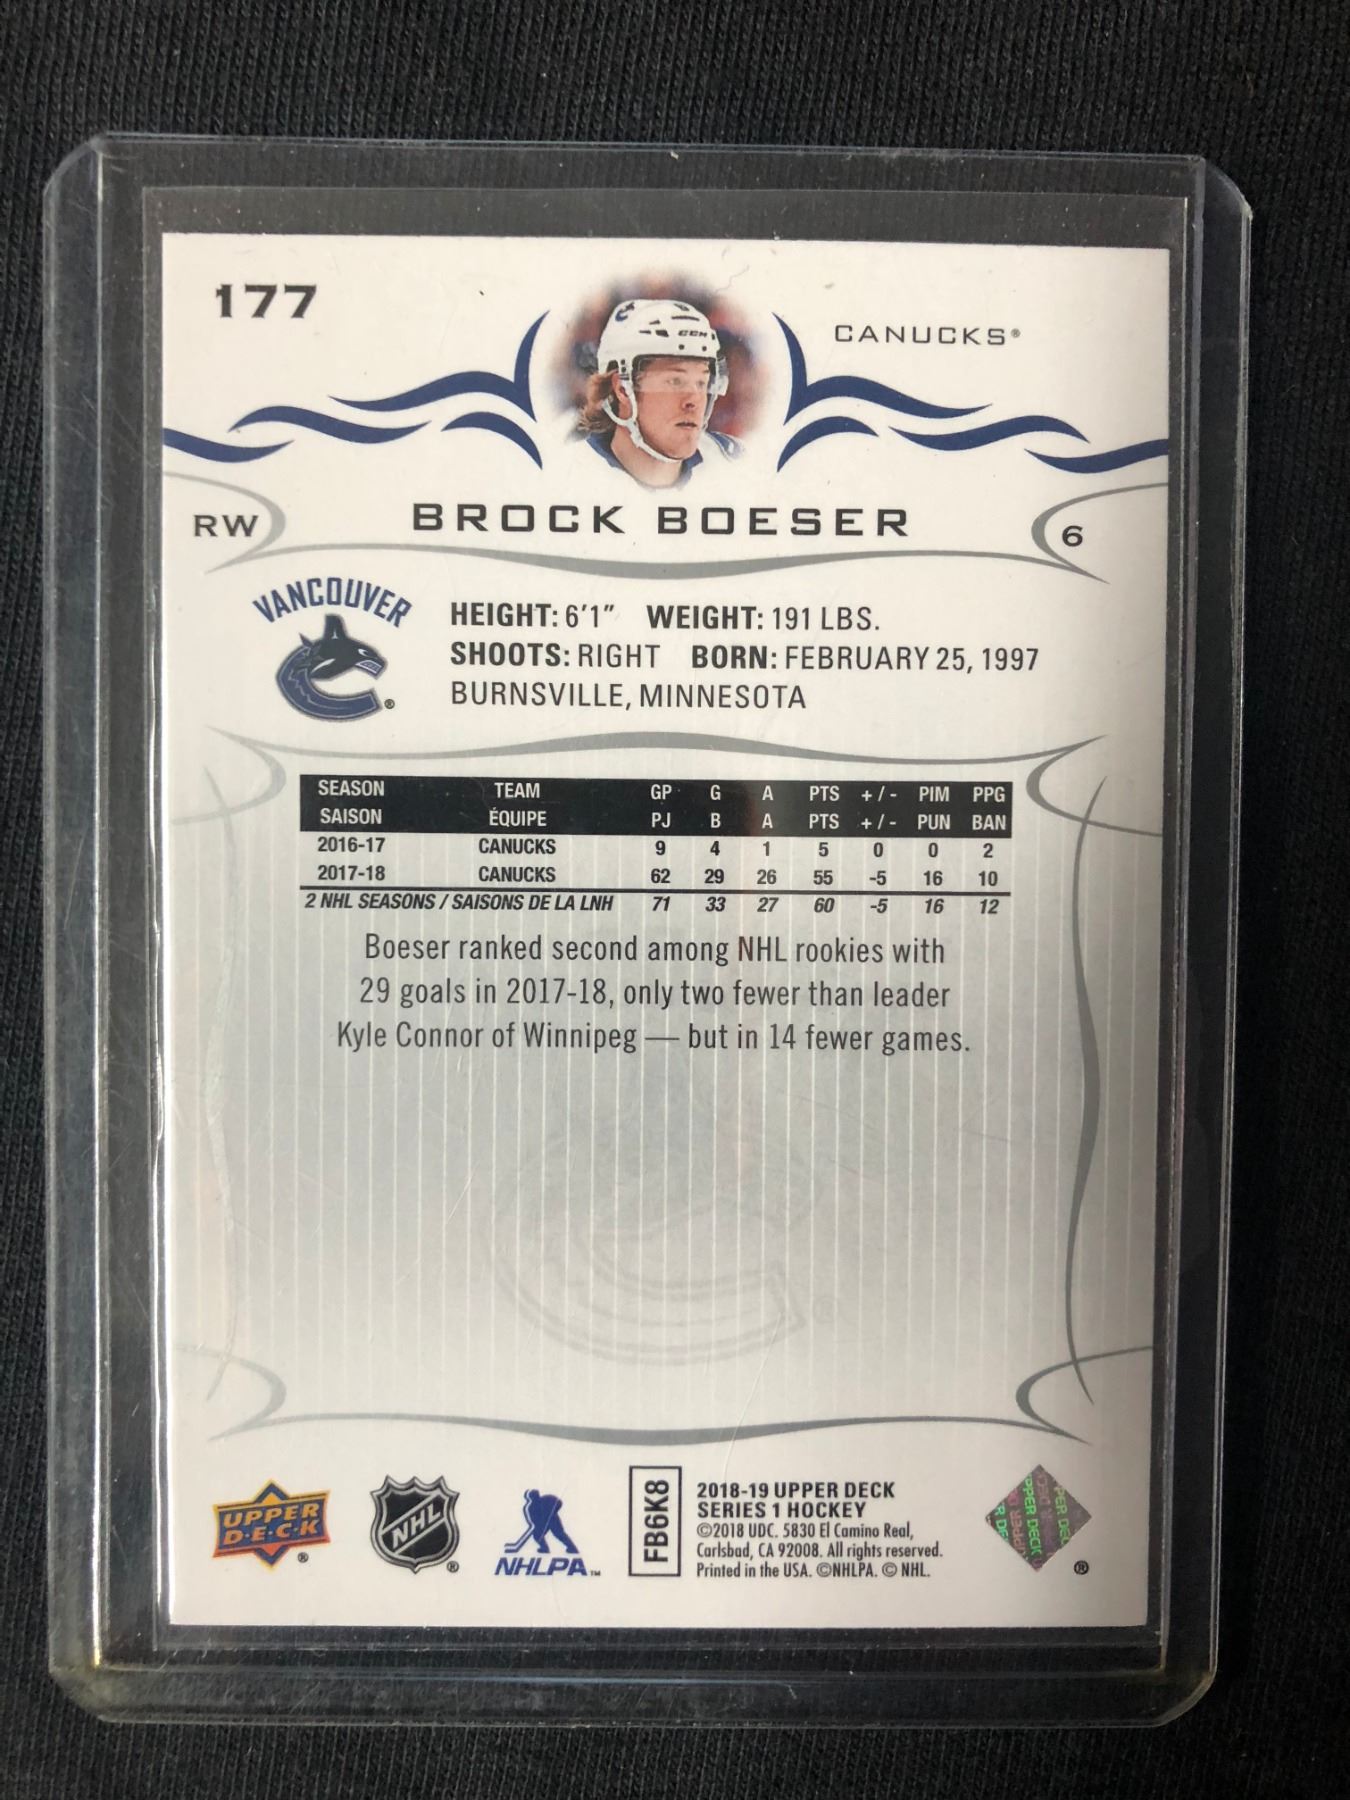 177
CCM
CANUCKS®
RW
BROCK BOESER
6
VANCOUVER
®
HEIGHT: 6'1" WEIGHT: 191 LBS.
SHOOTS: RIGHT BORN: FEBRUARY 25, 1997
BURNSVILLE, MINNESOTA
SEASON TEAM GP G A PTS +/- PIM PPG
SAISON ÉQUIPE PJ B A PTS +/- PUN BAN
2016-17 CANUCKS 9 4 1 5 0 0 2
2017-18 CANUCKS 62 29 26 55 -5 16 10
2 NHL SEASONS / SAISONS DE LA LNH 71 33 27 60 -5 16 12
Boeser ranked second among NHL rookies with
29 goals in 2017-18, only two fewer than leader
Kyle Connor of Winnipeg — but in 14 fewer games.
®
UPPER
D·E·C·K
®
NHL
®
NHLPA™
FB6K8
2018-19 UPPER DECK
SERIES 1 HOCKEY
©2018 UDC. 5830 El Camino Real,
Carlsbad, CA 92008. All rights reserved.
Printed in the USA. ©NHLPA. © NHL.
UPPER DECK
®